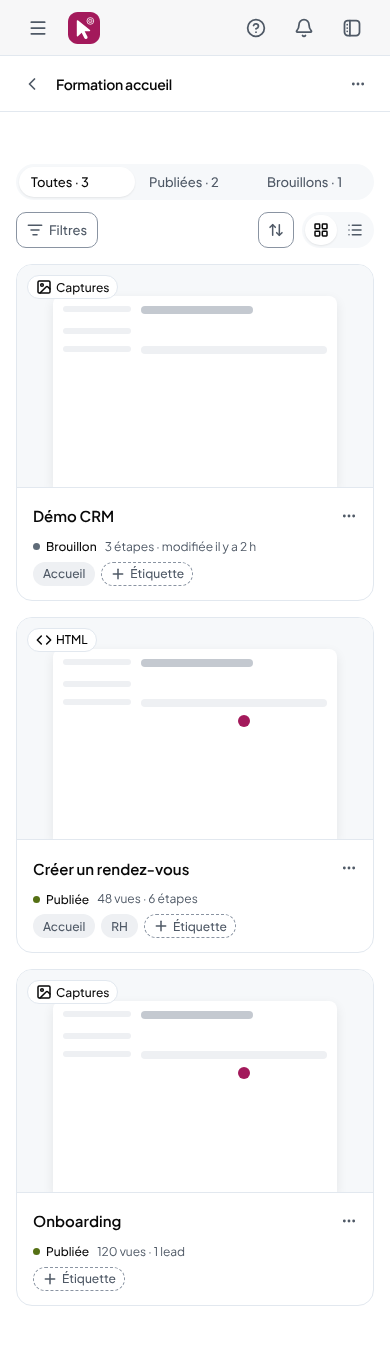 Formation accueil
Toutes · 3
Publiées · 2
Brouillons · 1
Filtres
Captures
Démo CRM
Brouillon 3 étapes · modifiée il y a 2 h
Accueil
Étiquette
HTML
Créer un rendez-vous
Publiée 48 vues · 6 étapes
Accueil
RH
Étiquette
Captures
Onboarding
Publiée 120 vues · 1 lead
Étiquette